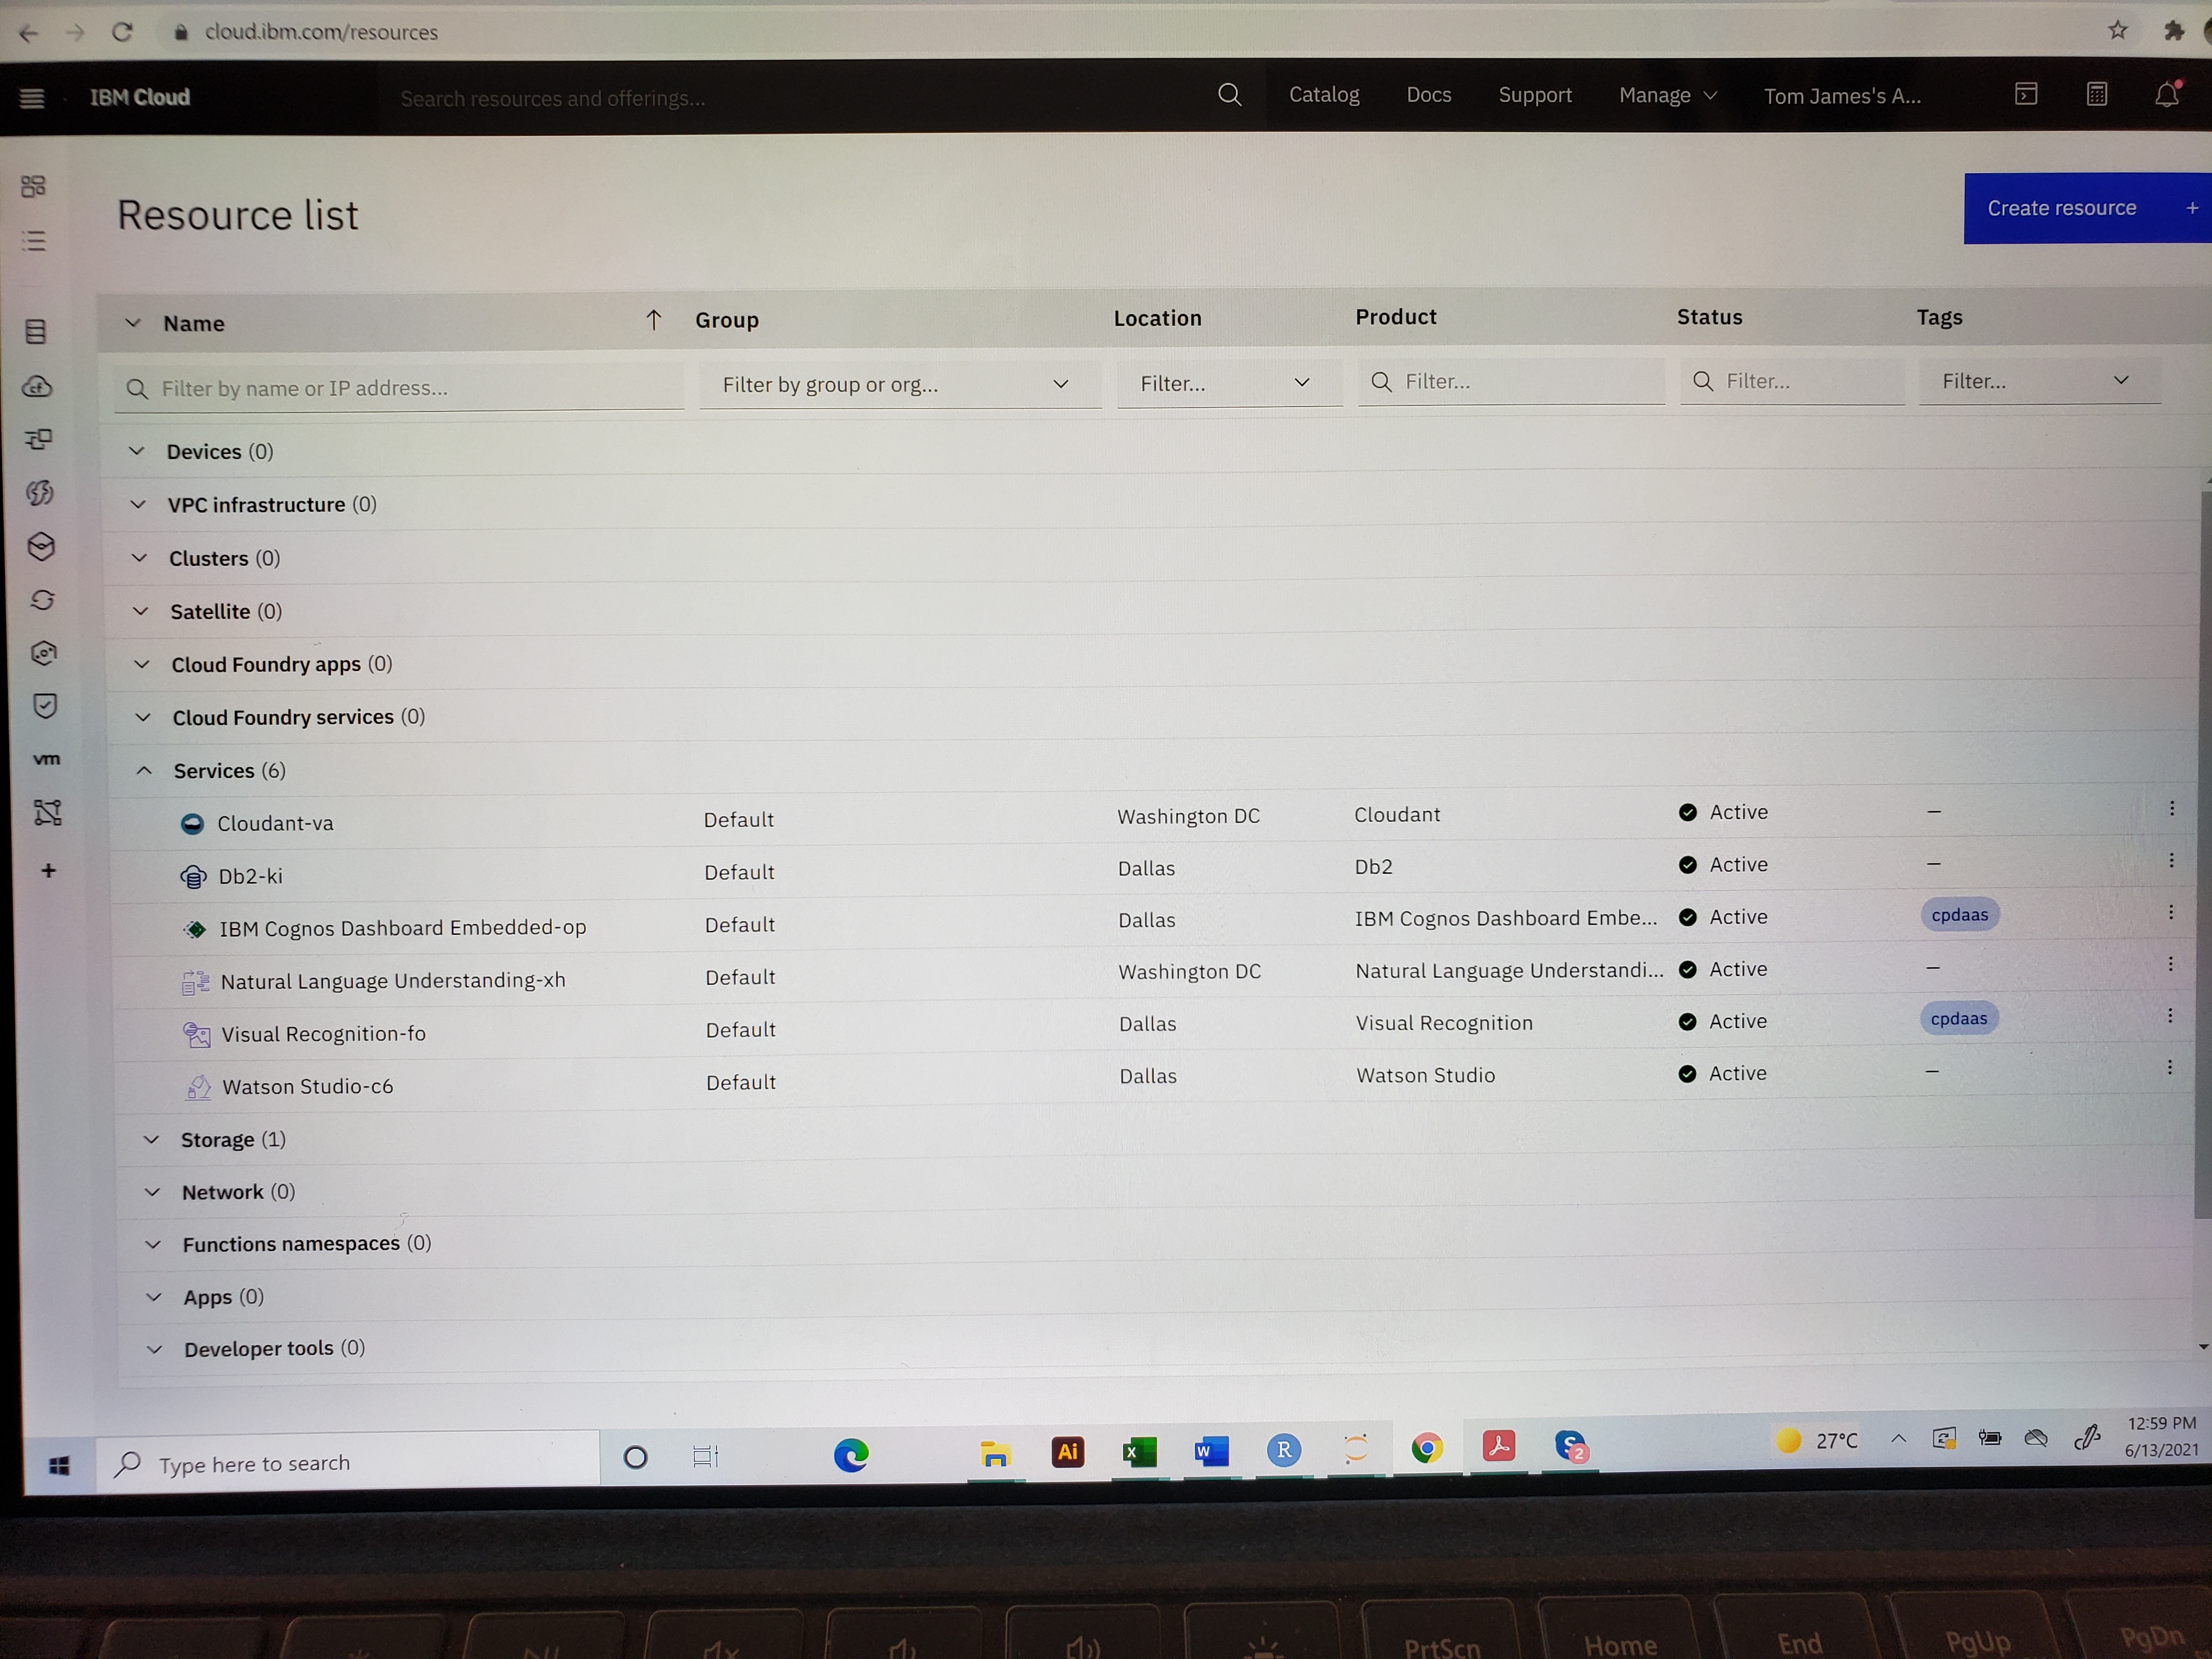 cloud.ibm.com/resources
IBM Cloud Search resources and offerings... Catalog Docs Support Manage Tom James's A...
Resource list
Create resource +
Name Group Location Product Status Tags
Filter by name or IP address... Filter by group or org... Filter... Filter... Filter... Filter...
Devices (0)
VPC infrastructure (0)
Clusters (0)
Satellite (0)
Cloud Foundry apps (0)
Cloud Foundry services (0)
vm
Services (6)
Cloudant-va Default Washington DC Cloudant Active –
Db2-ki Default Dallas Db2 Active –
IBM Cognos Dashboard Embedded-op Default Dallas IBM Cognos Dashboard Embe... Active cpdaas
Natural Language Understanding-xh Default Washington DC Natural Language Understandi... Active –
Visual Recognition-fo Default Dallas Visual Recognition Active cpdaas
Watson Studio-c6 Default Dallas Watson Studio Active –
Storage (1)
Network (0)
Functions namespaces (0)
Apps (0)
Developer tools (0)
Type here to search
Ai
X
W
R
S
2
27°C
12:59 PM
6/13/2021
PrtScn Home End PgUp PgDn